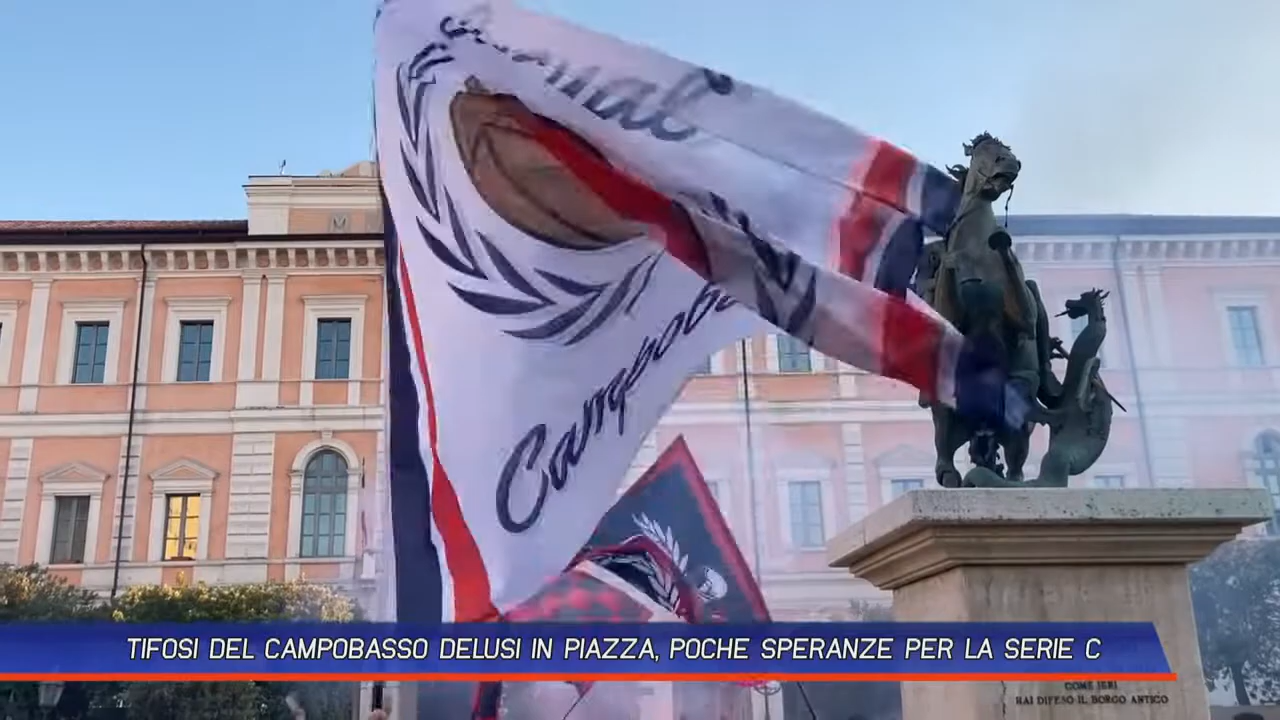 Campobasso
TIFOSI DEL CAMPOBASSO DELUSI IN PIAZZA, POCHE SPERANZE PER LA SERIE C
COME IERI
HAI DIFESO IL BORGO ANTICO